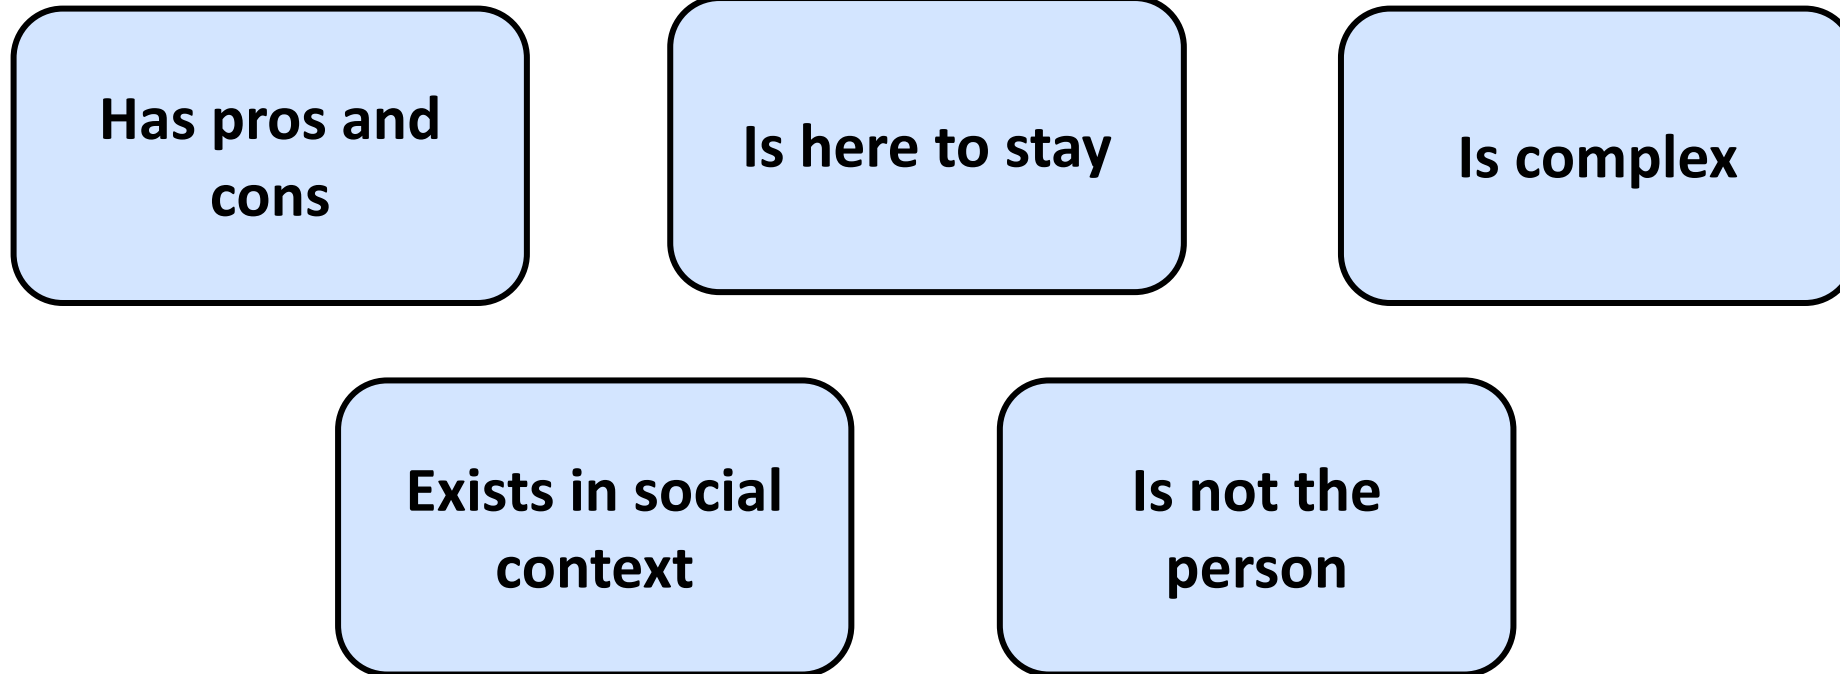 Has pros and
cons
Is here to stay
Is complex
Exists in social
context
Is not the
person